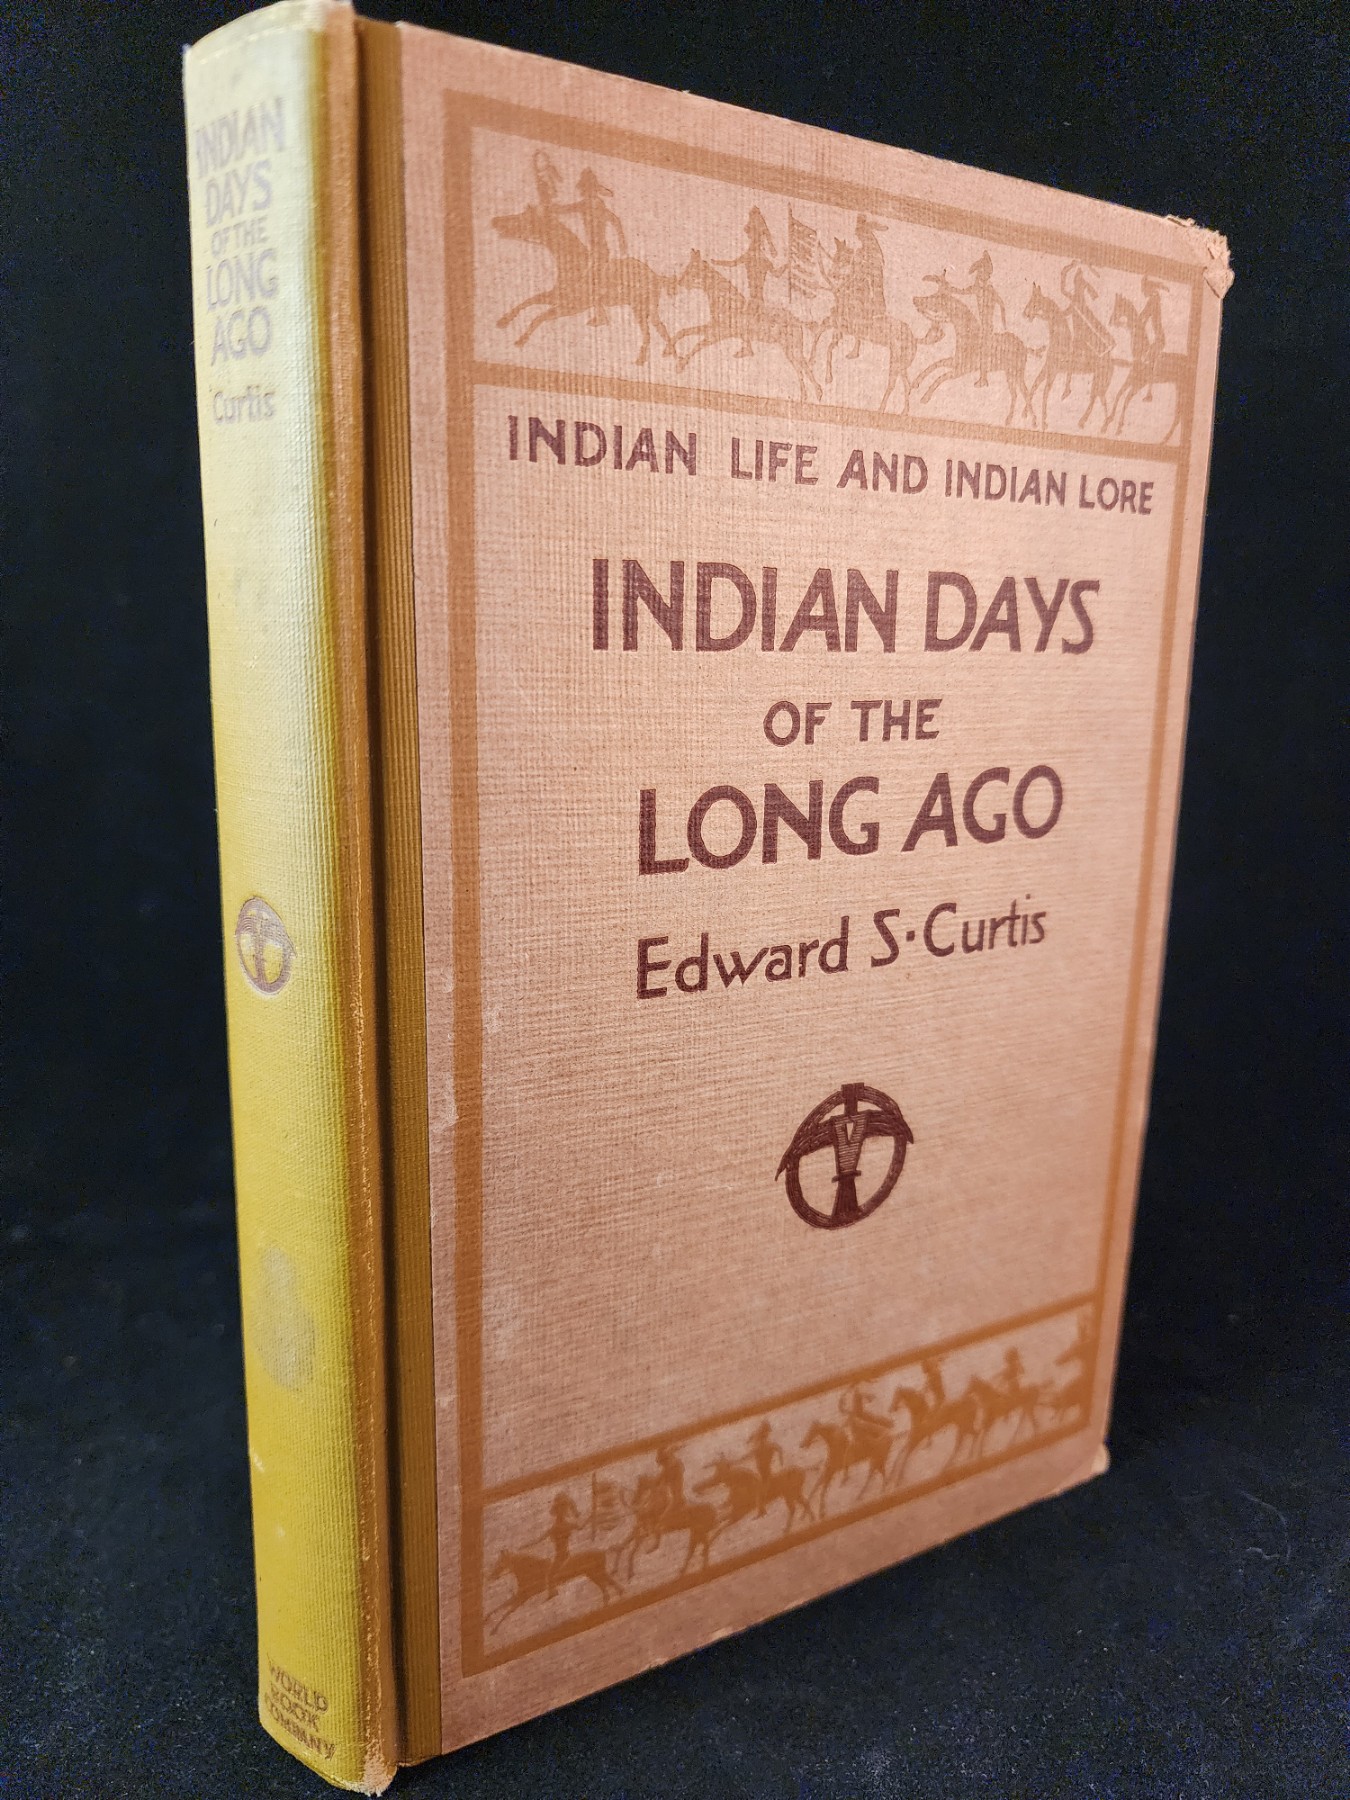 INDIAN
DAYS
OF THE
LONG
AGO
Curtis
WORLD
BOOK
COMPANY
INDIAN LIFE AND INDIAN LORE
INDIAN DAYS
OF THE
LONG AGO
Edward S. Curtis